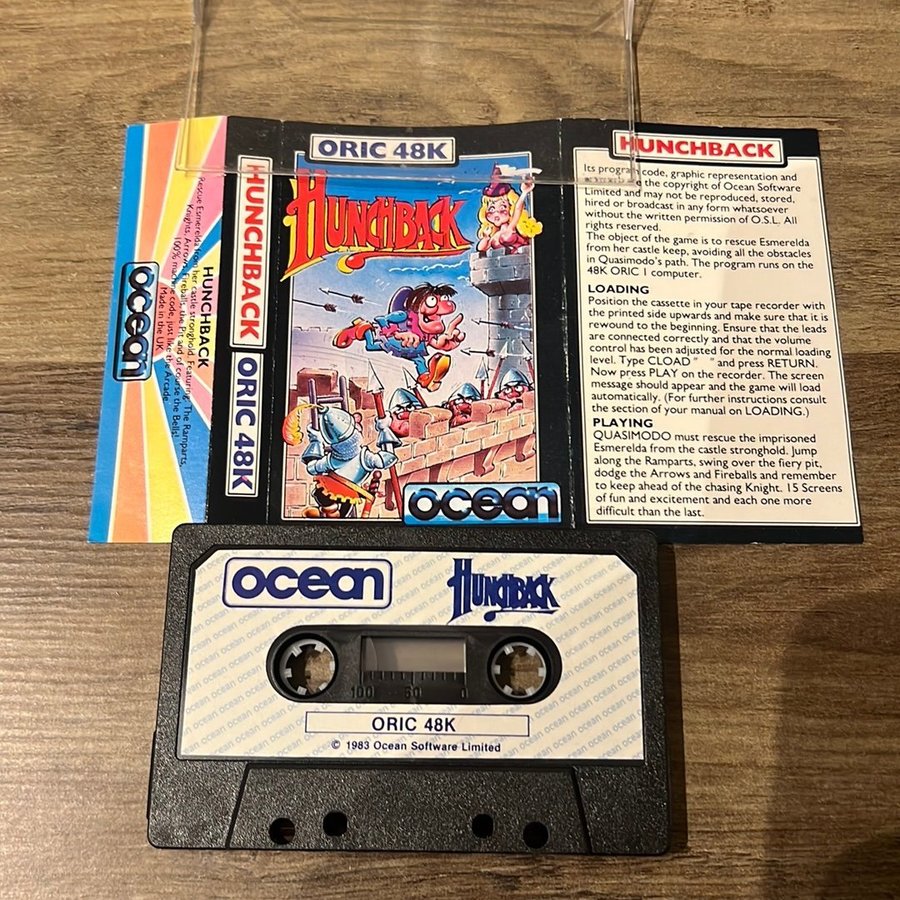 ORIC 48K
HUNCHBACK
ocean
HUNCHBACK
ORIC 48K
HUNCHBACK
Rescue Esmerelda from her castle stronghold. Featuring: The Ramparts,
Knights, Arrows, Fireballs, the Pit and of course the Bells!
100% machine code, just like the Arcade.
Made in the UK
ocean
HUNCHBACK
Its program code, graphic representation and
the copyright of Ocean Software
Limited and may not be reproduced, stored,
hired or broadcast in any form whatsoever
without the written permission of O.S.L. All
rights reserved.
The object of the game is to rescue Esmerelda
from her castle keep, avoiding all the obstacles
in Quasimodo's path. The program runs on the
48K ORIC 1 computer.
LOADING
Position the cassette in your tape recorder with
the printed side upwards and make sure that it is
rewound to the beginning. Ensure that the leads
are connected correctly and that the volume
control has been adjusted for the normal loading
level. Type CLOAD " " and press RETURN.
Now press PLAY on the recorder. The screen
message should appear and the game will load
automatically. (For further instructions consult
the section of your manual on LOADING.)
PLAYING
QUASIMODO must rescue the imprisoned
Esmerelda from the castle stronghold. Jump
along the Ramparts, swing over the fiery pit,
dodge the Arrows and Fireballs and remember
to keep ahead of the chasing Knight. 15 Screens
of fun and excitement and each one more
difficult than the last.
ocean
HUNCHBACK
100 50 0
ORIC 48K
© 1983 Ocean Software Limited